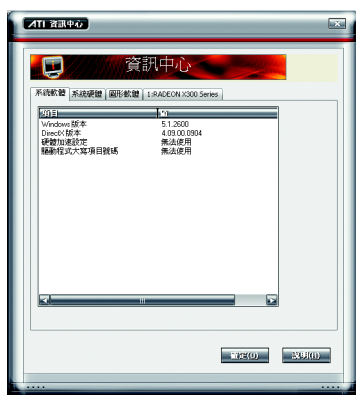 ATI 資訊中心
資訊中心
系統軟體 系統硬體 圖形軟體 1:RADEON X300 Series
項目 值
Windows 版本 5.1.2600
DirectX 版本 4.09.00.0904
硬體加速設定 無法使用
驅動程式大寫項目號碼 無法使用
確定(O) 說明(H)